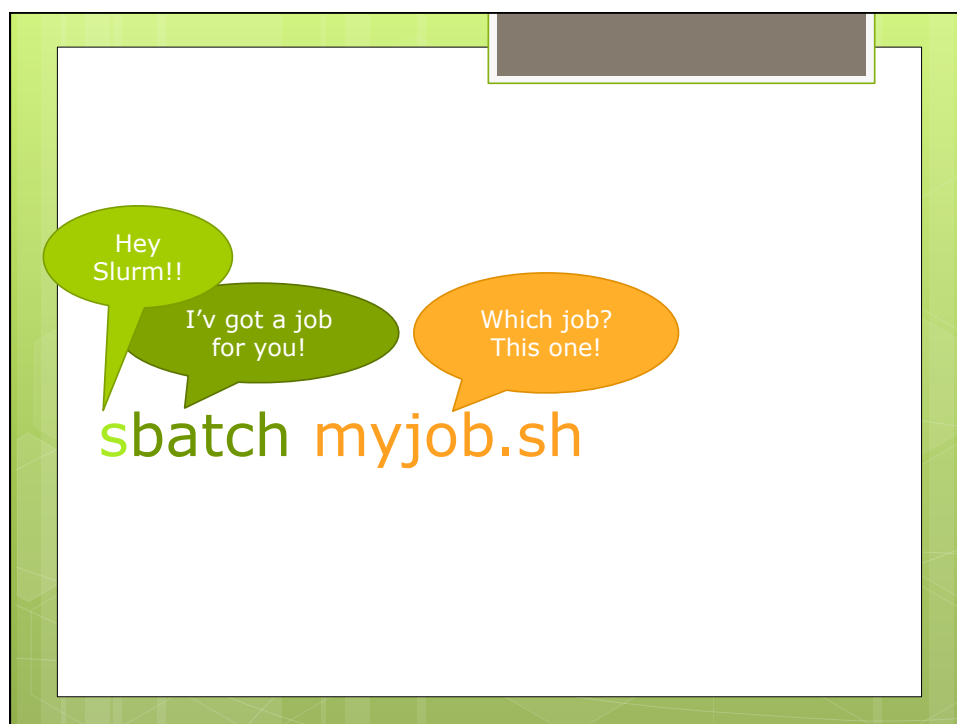 Hey
Slurm!!
I’v got a job
for you!
Which job?
This one!
sbatch myjob.sh